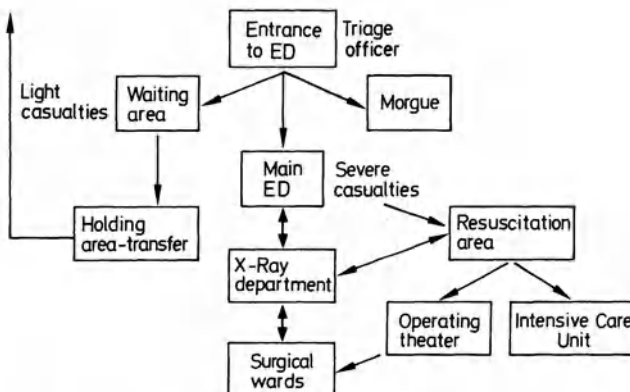 Entrance
to ED
Triage
officer
Light
casualties
Waiting
area
Morgue
Main
ED
Severe
casualties
Holding
area-transfer
Resuscitation
area
X-Ray
department
Operating
theater
Intensive Care
Unit
Surgical
wards